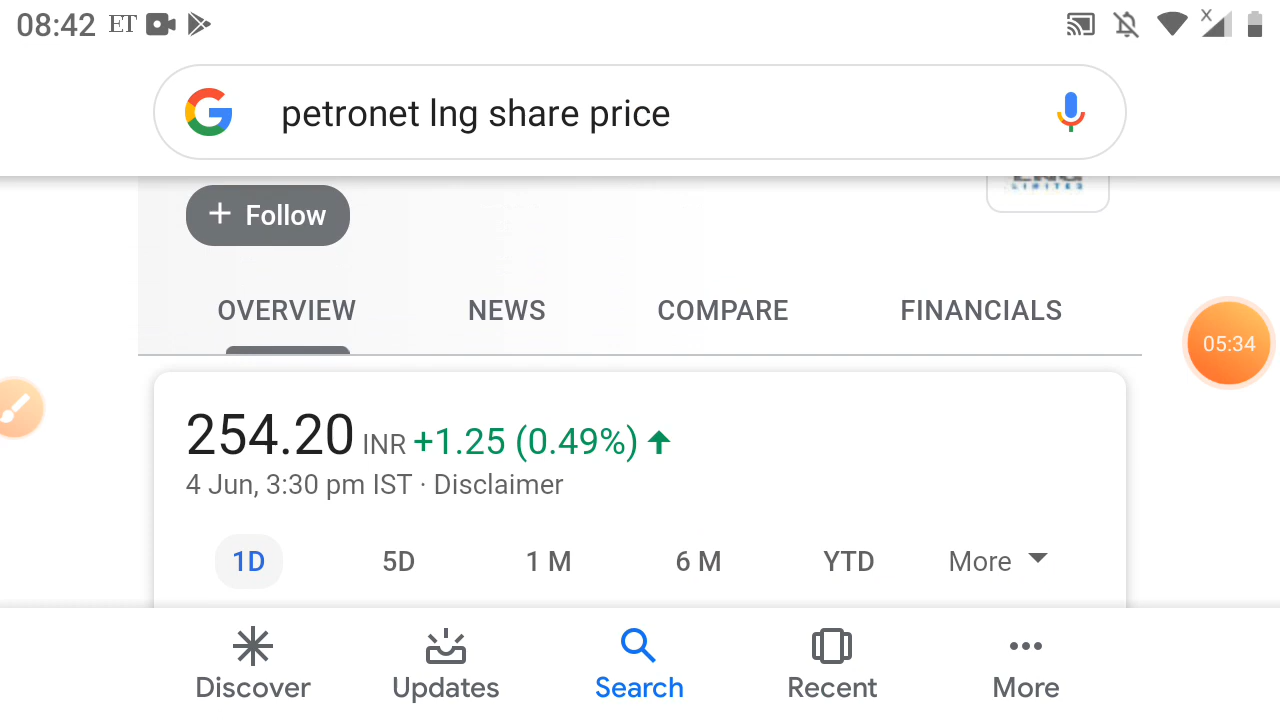 08:42 ET
petronet lng share price
LIMITED
+ Follow
OVERVIEW NEWS COMPARE FINANCIALS
05:34
254.20 INR +1.25 (0.49%)
4 Jun, 3:30 pm IST · Disclaimer
1D 5D 1 M 6 M YTD More
Discover Updates Search Recent More